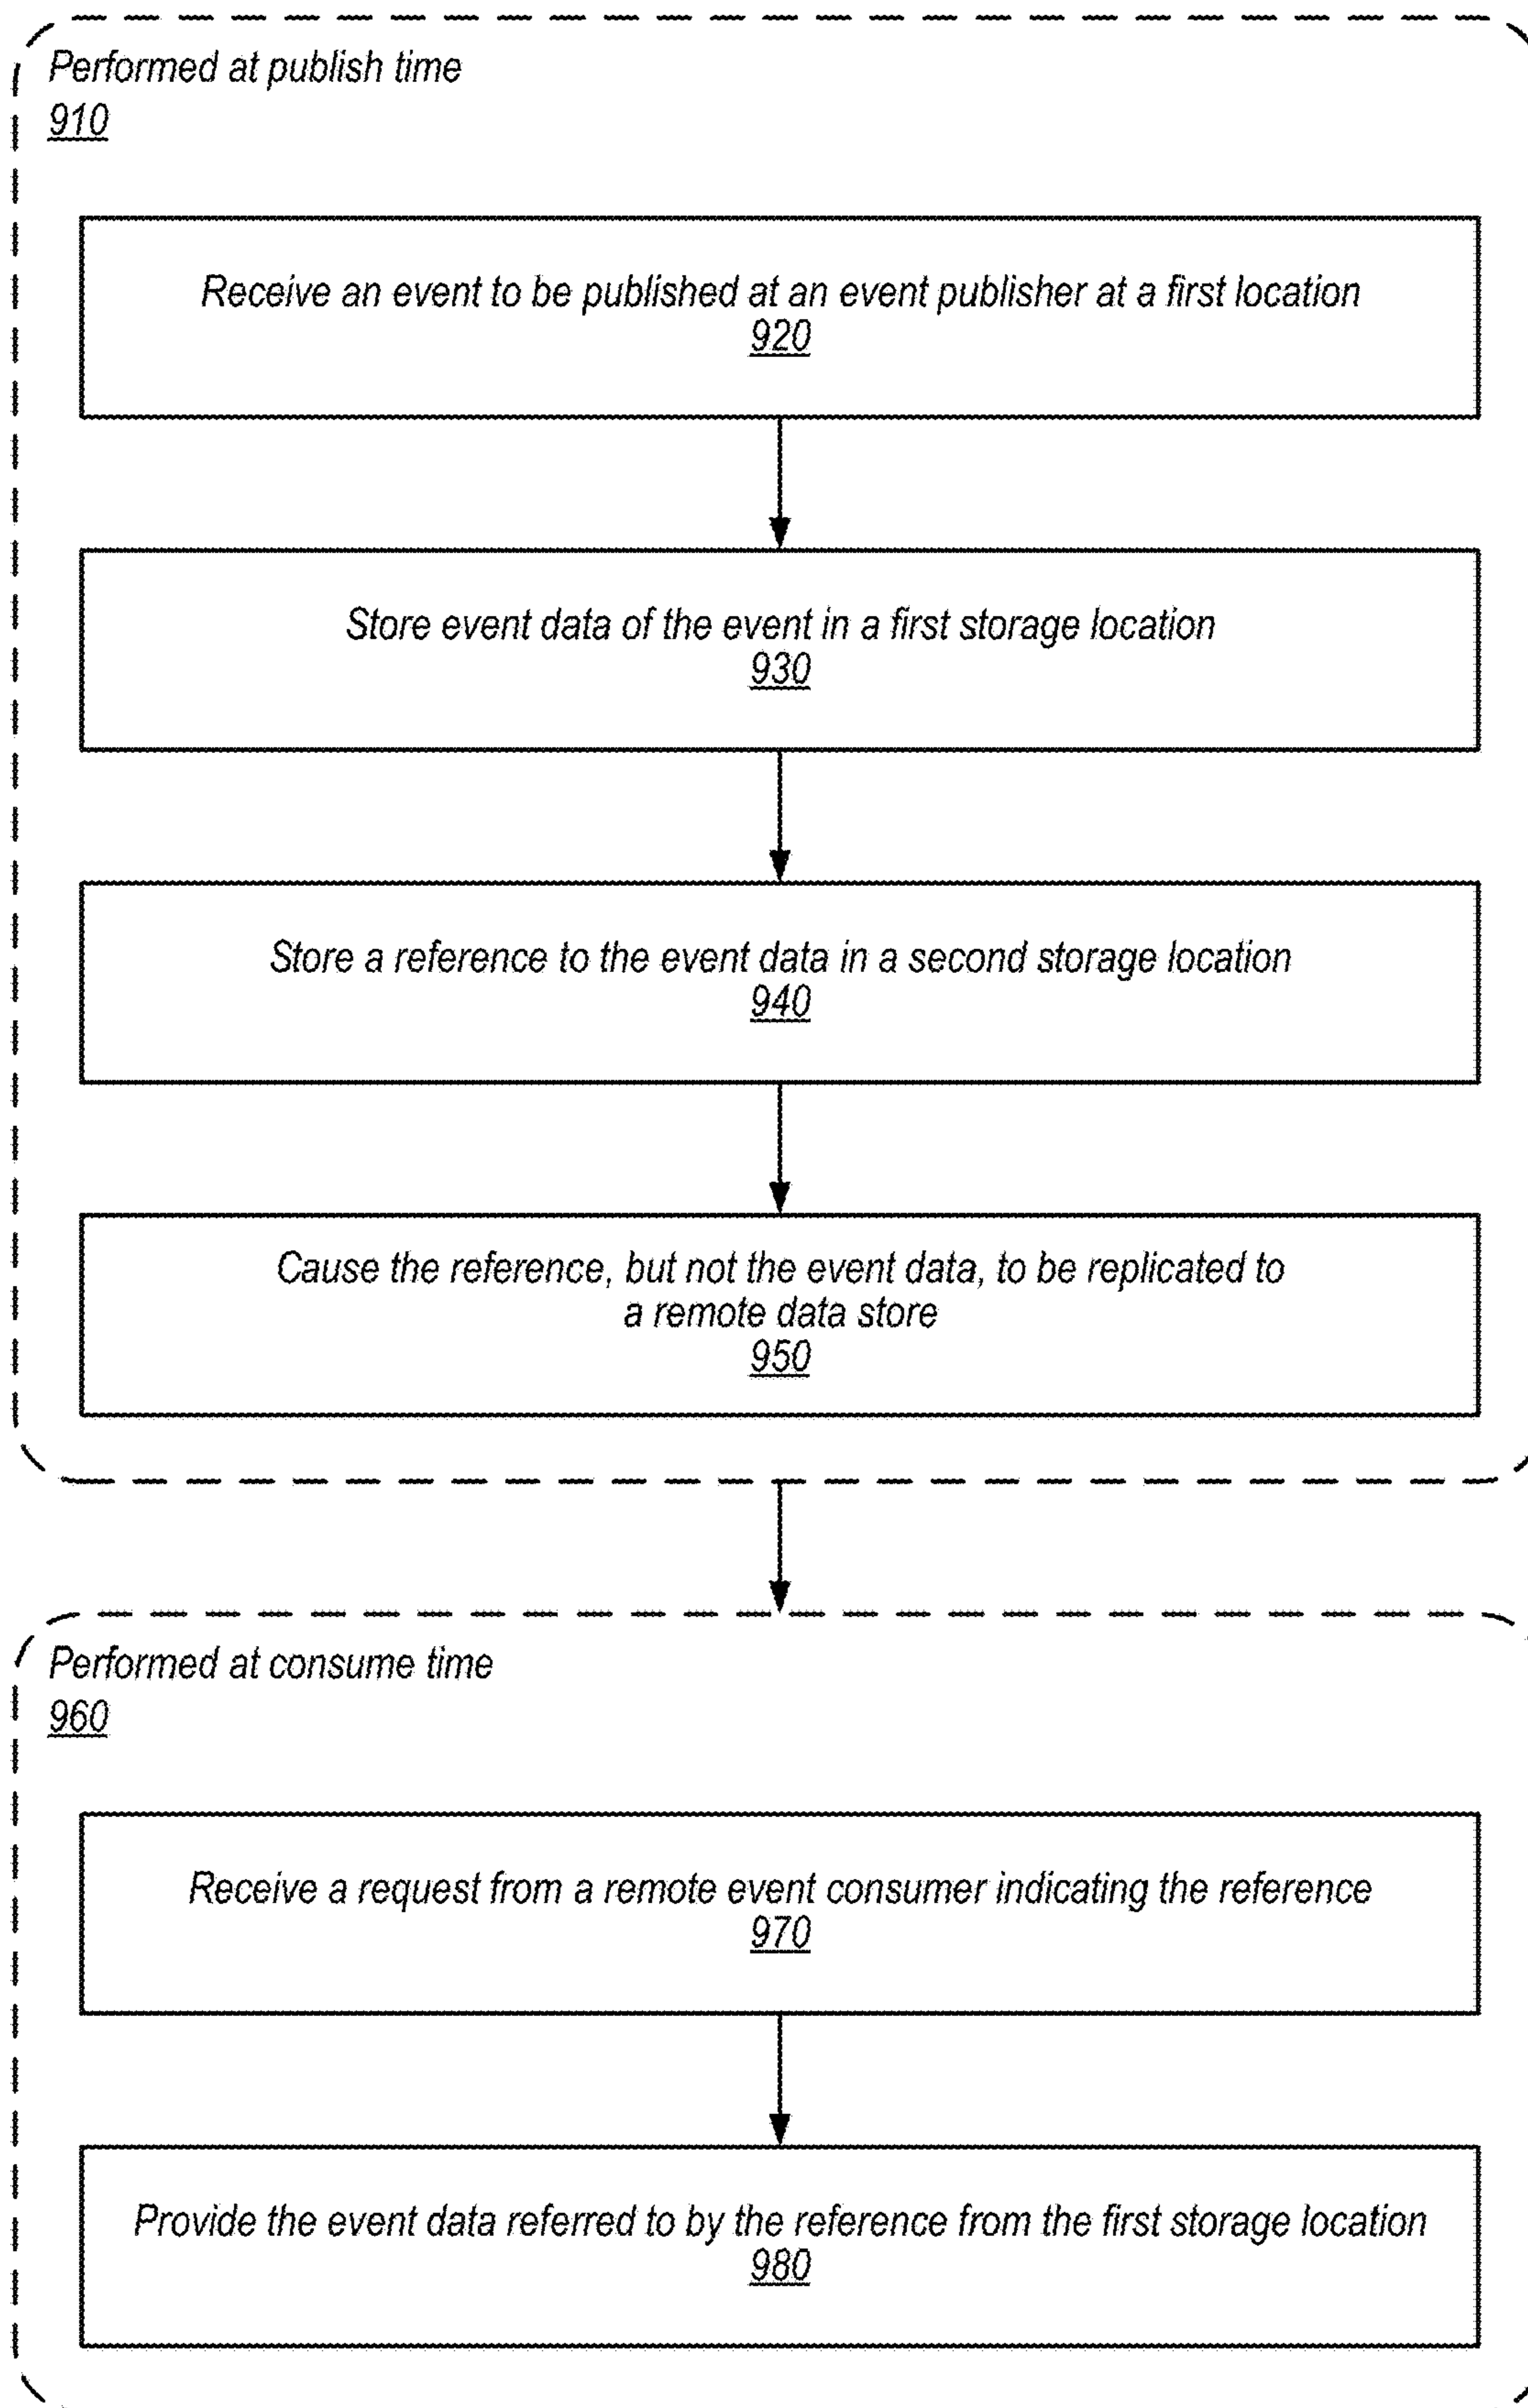 Performed at publish time
910
Receive an event to be published at an event publisher at a first location
920
Store event data of the event in a first storage location
930
Store a reference to the event data in a second storage location
940
Cause the reference, but not the event data, to be replicated to
a remote data store
950
Performed at consume time
960
Receive a request from a remote event consumer indicating the reference
970
Provide the event data referred to by the reference from the first storage location
980